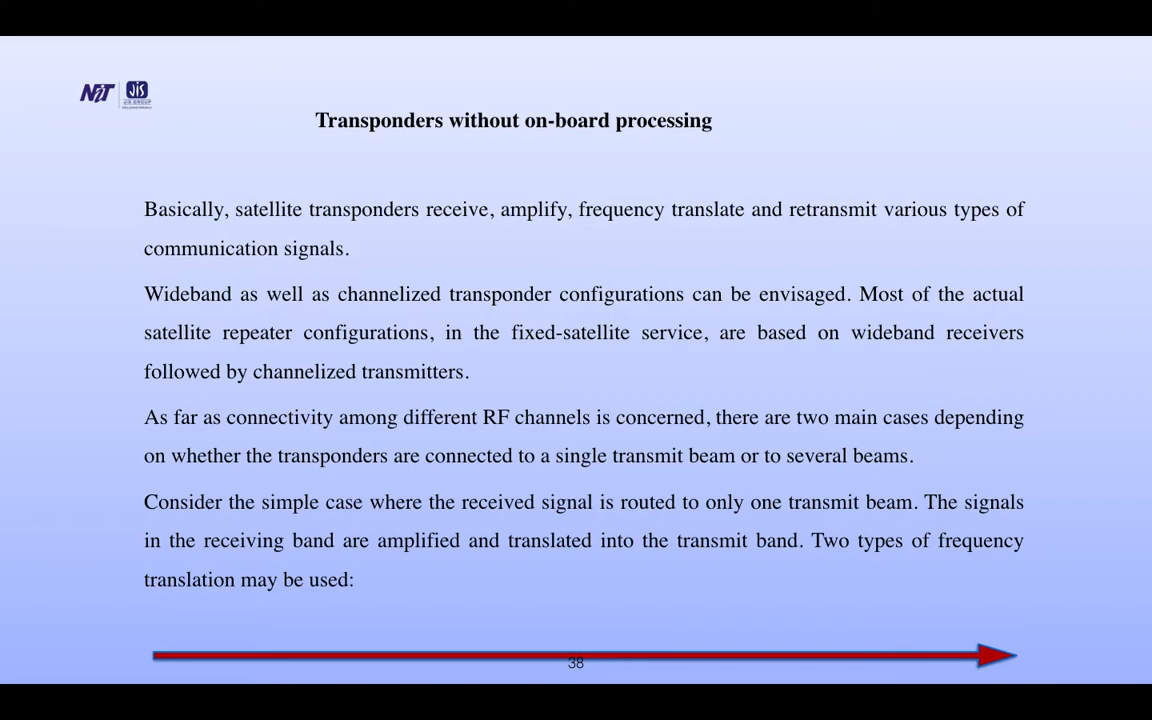 NiT JIS
JIS GROUP
Transponders without on-board processing
Basically, satellite transponders receive, amplify, frequency translate and retransmit various types of
communication signals.
Wideband as well as channelized transponder configurations can be envisaged. Most of the actual
satellite repeater configurations, in the fixed-satellite service, are based on wideband receivers
followed by channelized transmitters.
As far as connectivity among different RF channels is concerned, there are two main cases depending
on whether the transponders are connected to a single transmit beam or to several beams.
Consider the simple case where the received signal is routed to only one transmit beam. The signals
in the receiving band are amplified and translated into the transmit band. Two types of frequency
translation may be used:
38